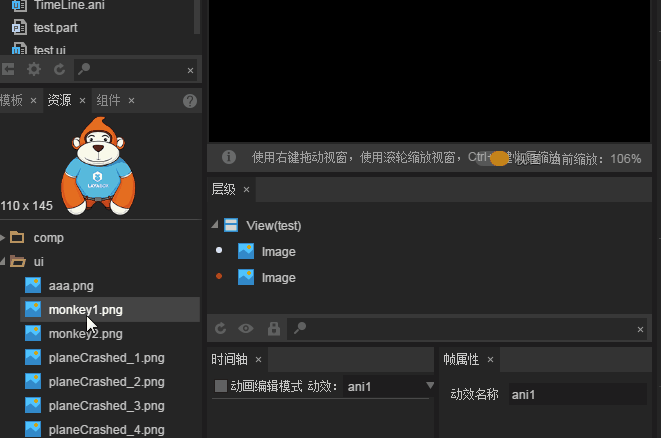 TimeLine.ani
test.part
test.ui
模板 × 资源 × 组件 ×
LAYABOX
110 x 145
comp
ui
aaa.png
monkey1.png
monkey2.png
planeCrashed_1.png
planeCrashed_2.png
planeCrashed_3.png
planeCrashed_4.png
使用右键拖动视窗，使用滚轮缩放视窗，Ctrl+
当前缩放：106%
层级 ×
View(test)
Image
Image
时间轴 ×
动画编辑模式 动效： ani1
帧属性 ×
动效名称 ani1